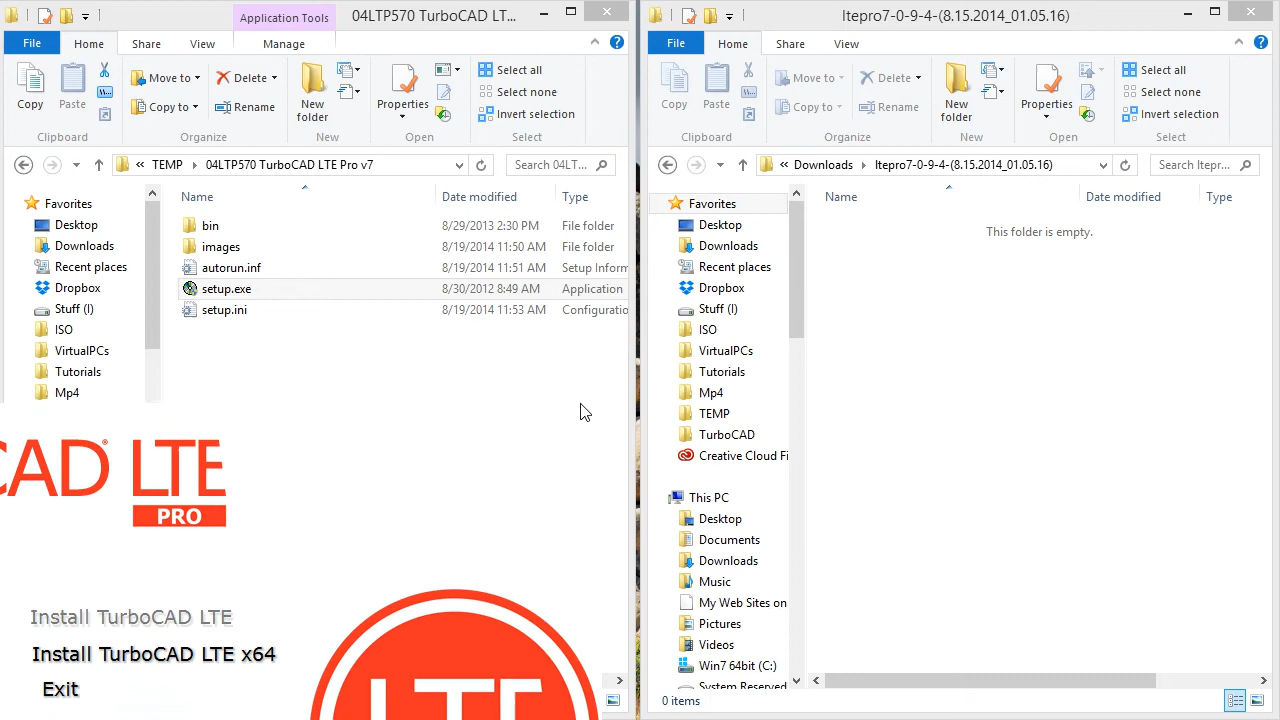 Application Tools
04LTP570 TurboCAD LT...
File
Home
Share
View
Manage
Copy
Paste
Move to
Copy to
Delete
Rename
New folder
Properties
Select all
Select none
Invert selection
Clipboard
Organize
New
Open
Select
« TEMP 04LTP570 TurboCAD LTE Pro v7
Search 04LT...
Favorites
Desktop
Downloads
Recent places
Dropbox
Stuff (I)
ISO
VirtualPCs
Tutorials
Mp4
Name Date modified Type
bin 8/29/2013 2:30 PM File folder
images 8/19/2014 11:50 AM File folder
autorun.inf 8/19/2014 11:51 AM Setup Inform
setup.exe 8/30/2012 8:49 AM Application
setup.ini 8/19/2014 11:53 AM Configuratio
CAD® LTE
PRO
Install TurboCAD LTE
Install TurboCAD LTE x64
Exit
LTE
ltepro7-0-9-4-(8.15.2014_01.05.16)
File
Home
Share
View
Copy
Paste
Move to
Copy to
Delete
Rename
New folder
Properties
Select all
Select none
Invert selection
Clipboard
Organize
New
Open
Select
« Downloads ltepro7-0-9-4-(8.15.2014_01.05.16)
Search ltepr...
Favorites
Desktop
Downloads
Recent places
Dropbox
Stuff (I)
ISO
VirtualPCs
Tutorials
Mp4
TEMP
TurboCAD
Creative Cloud Fi
This PC
Desktop
Documents
Downloads
Music
My Web Sites on
Pictures
Videos
Win7 64bit (C:)
System Reserved
Name Date modified Type
This folder is empty.
0 items